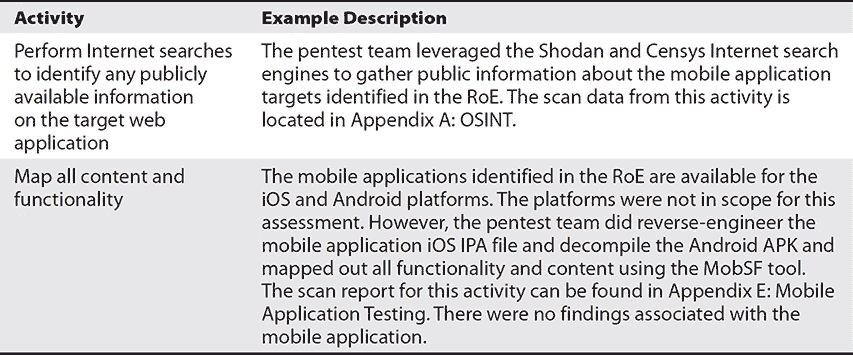 Activity Example Description
Perform Internet searches The pentest team leveraged the Shodan and Censys Internet search
to identify any publicly engines to gather public information about the mobile application
available information targets identified in the RoE. The scan data from this activity is
on the target web located in Appendix A: OSINT.
application
Map all content and The mobile applications identified in the RoE are available for the
functionality iOS and Android platforms. The platforms were not in scope for this
assessment. However, the pentest team did reverse-engineer the
mobile application iOS IPA file and decompile the Android APK and
mapped out all functionality and content using the MobSF tool.
The scan report for this activity can be found in Appendix E: Mobile
Application Testing. There were no findings associated with the
mobile application.